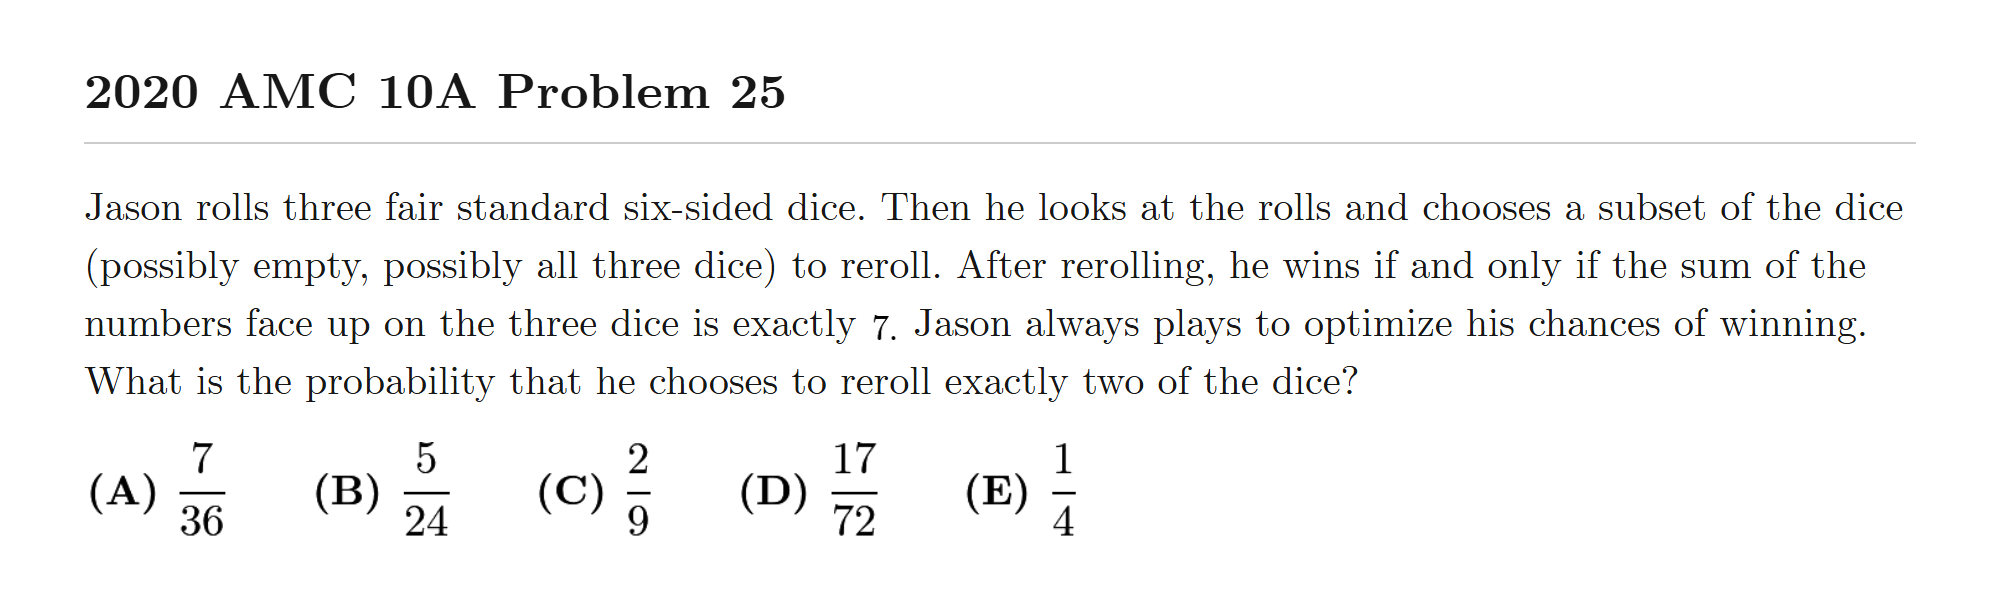 2020 AMC 10A Problem 25
Jason rolls three fair standard six-sided dice. Then he looks at the rolls and chooses a subset of the dice
(possibly empty, possibly all three dice) to reroll. After rerolling, he wins if and only if the sum of the
numbers face up on the three dice is exactly 7. Jason always plays to optimize his chances of winning.
What is the probability that he chooses to reroll exactly two of the dice?
(A) 7/36 (B) 5/24 (C) 2/9 (D) 17/72 (E) 1/4